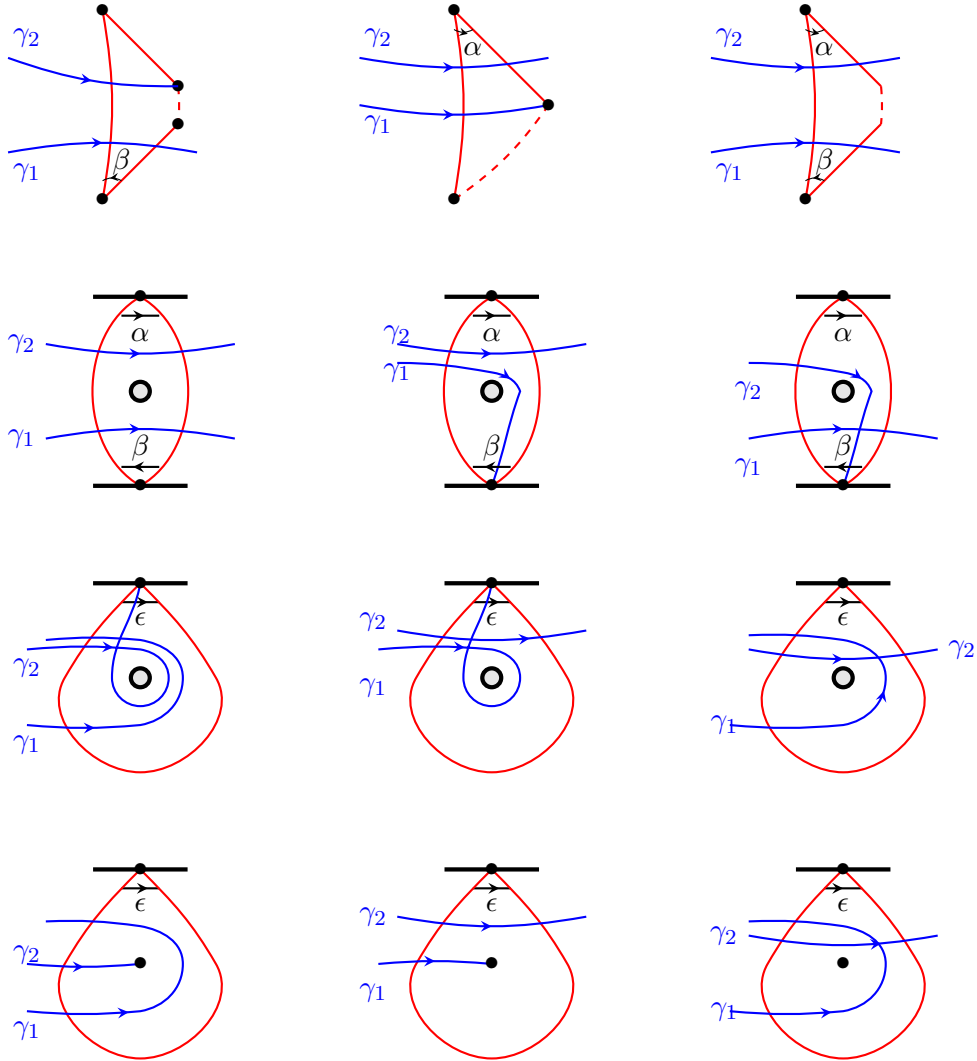 γ₂ γ₁ β
γ₂ α γ₁
γ₂ α γ₁ β
γ₂ α γ₁ β
γ₂ α γ₁ β
α γ₂ γ₁ β
ϵ γ₂ γ₁
ϵ γ₂ γ₁
ϵ γ₂ γ₁
ϵ γ₂ γ₁
ϵ γ₂ γ₁
ϵ γ₂ γ₁